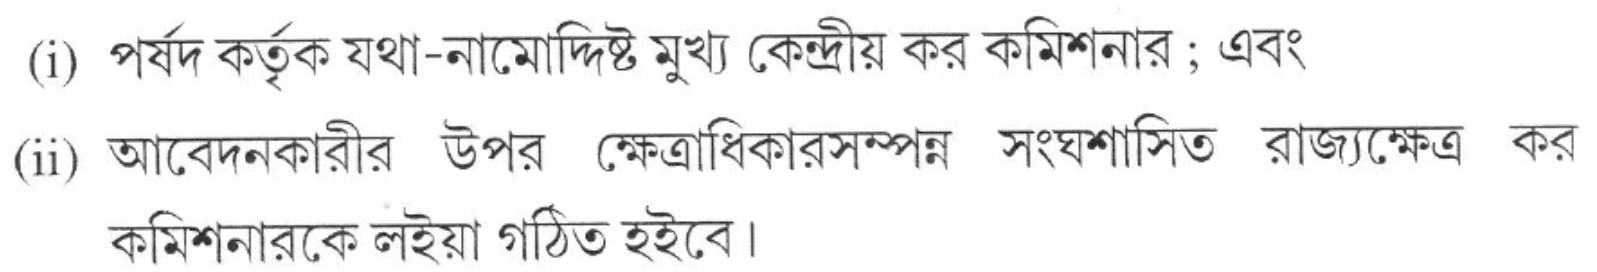 (i) পর্ষদ কর্তৃক যথা-নামোদ্দিষ্ট মুখ্য কেন্দ্রীয় কর কমিশনার ; এবং
(ii) আবেদনকারীর উপর ক্ষেত্রাধিকারসম্পন্ন সংঘশাসিত রাজ্যক্ষেত্র কর
কমিশনারকে লইয়া গঠিত হইবে।